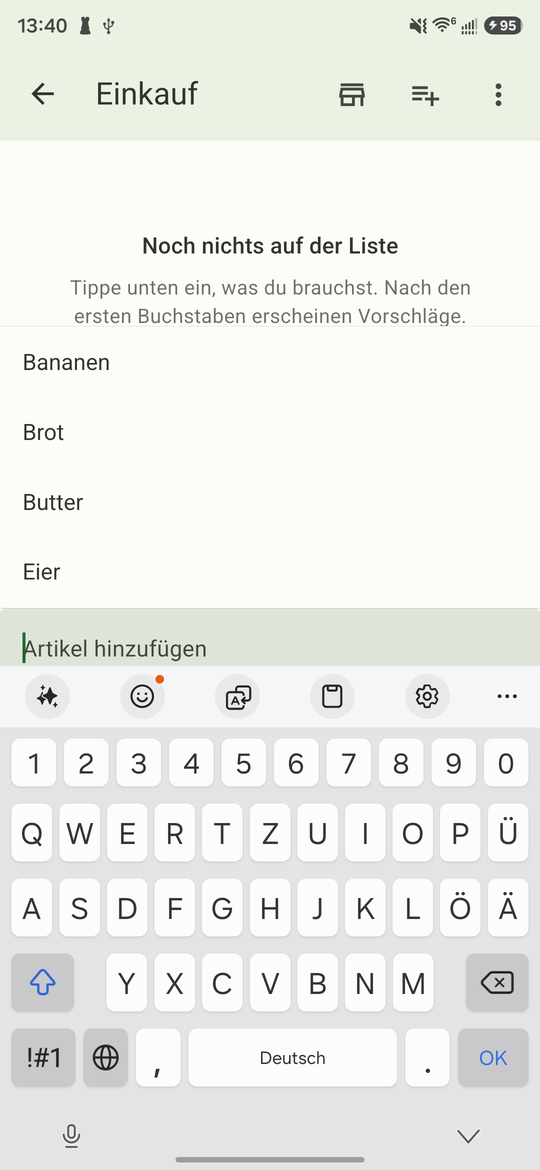 13:40
6
95
Einkauf
Noch nichts auf der Liste
Tippe unten ein, was du brauchst. Nach den
ersten Buchstaben erscheinen Vorschläge.
Bananen
Brot
Butter
Eier
Artikel hinzufügen
A
1 2 3 4 5 6 7 8 9 0
Q W E R T Z U I O P Ü
A S D F G H J K L Ö Ä
Y X C V B N M
!#1 , Deutsch . OK